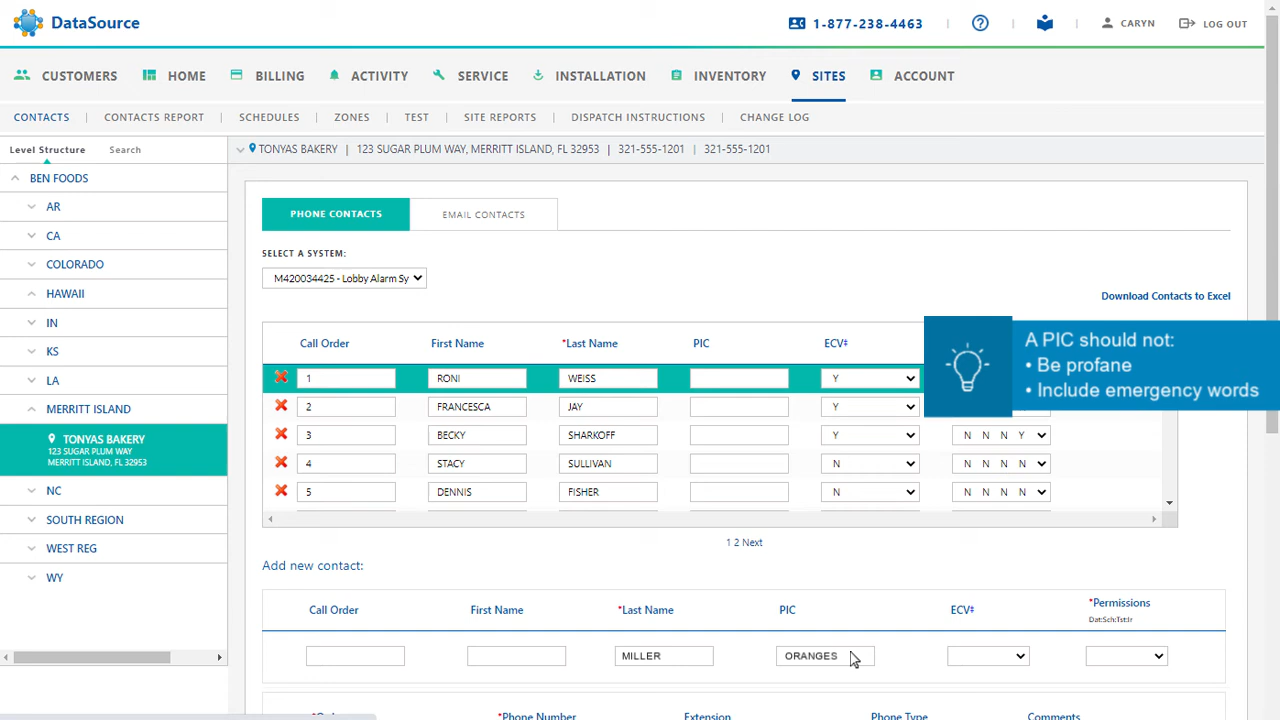 DataSource
1-877-238-4463
CARYN
LOG OUT
CUSTOMERS
HOME
BILLING
ACTIVITY
SERVICE
INSTALLATION
INVENTORY
SITES
ACCOUNT
CONTACTS | CONTACTS REPORT | SCHEDULES | ZONES | TEST | SITE REPORTS | DISPATCH INSTRUCTIONS | CHANGE LOG
Level Structure
Search
TONYAS BAKERY | 123 SUGAR PLUM WAY, MERRITT ISLAND, FL 32953 | 321-555-1201 | 321-555-1201
BEN FOODS
AR
CA
COLORADO
HAWAII
IN
KS
LA
MERRITT ISLAND
TONYAS BAKERY
123 SUGAR PLUM WAY
MERRITT ISLAND, FL 32953
NC
SOUTH REGION
WEST REG
WY
PHONE CONTACTS
EMAIL CONTACTS
SELECT A SYSTEM:
M420034425 - Lobby Alarm Sy
Download Contacts to Excel
Call Order First Name *Last Name PIC ECV‡
1 RONI WEISS Y
2 FRANCESCA JAY Y
3 BECKY SHARKOFF Y N N N Y
4 STACY SULLIVAN N N N N N
5 DENNIS FISHER N N N N N
A PIC should not:
• Be profane
• Include emergency words
1 2 Next
Add new contact:
Call Order First Name *Last Name PIC ECV‡ *Permissions
Dat:Sch:Tst:Ir
MILLER ORANGES
*Phone Number Extension Phone Type Comments